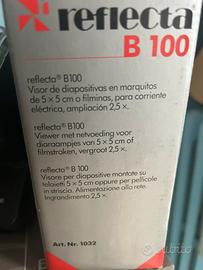 reflecta
B 100
reflecta® B100
Visor de diapositivas en marquitos
de 5 × 5 cm o filminas, para corriente
eléctrica, ampliación 2,5 ×.
reflecta® B100
Viewer met netvoeding voor
diaraampjes van 5 × 5 cm of
filmstroken, vergroot 2,5 ×.
reflecta® B 100
Visore per diapositive montate su
telaietti 5 × 5 cm oppure per pellicole
in striscio. Alimentazione alla rete.
Ingrandimento 2,5 ×.
Art. Nr. 1032
subito